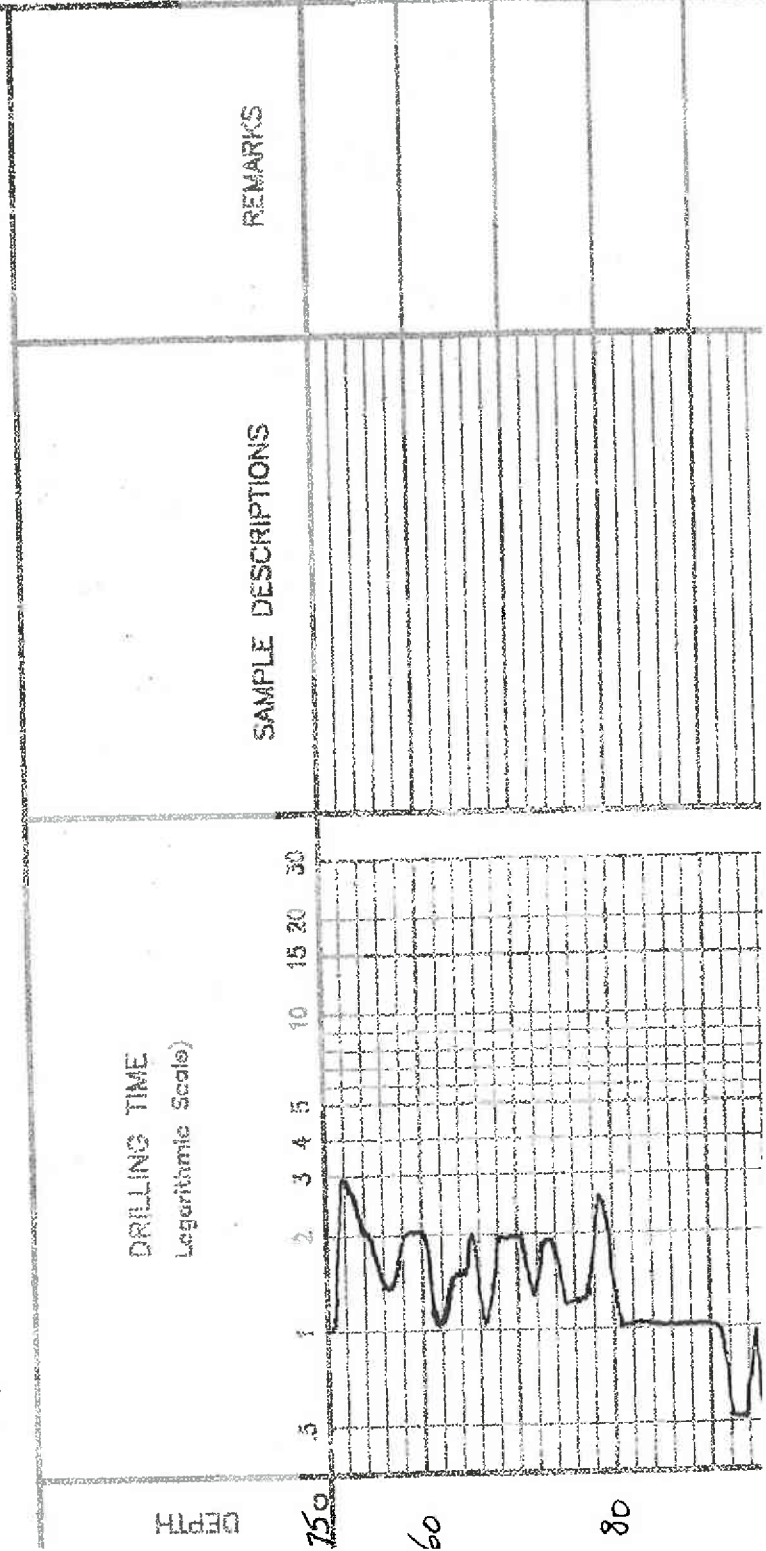 DEPTH
DRILLING TIME
Logarithmic Scale)
.5 1 2 3 4 5 10 15 20 30
SAMPLE DESCRIPTIONS
REMARKS
750
60
80